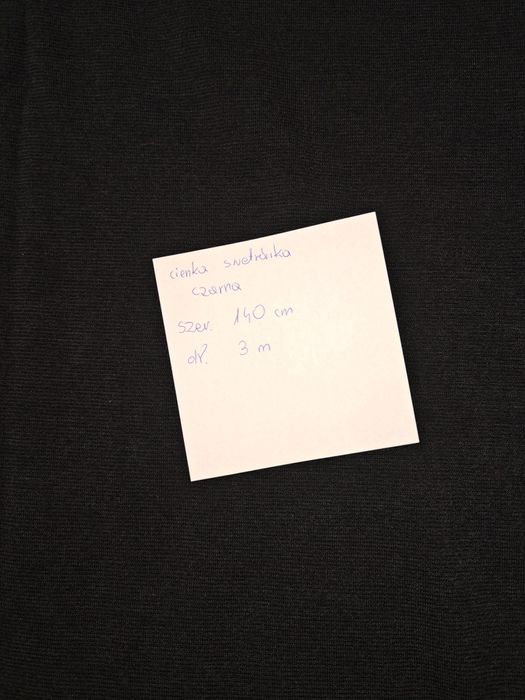 cienka swetrówka
czarna
szer. 140 cm
dł. 3 m